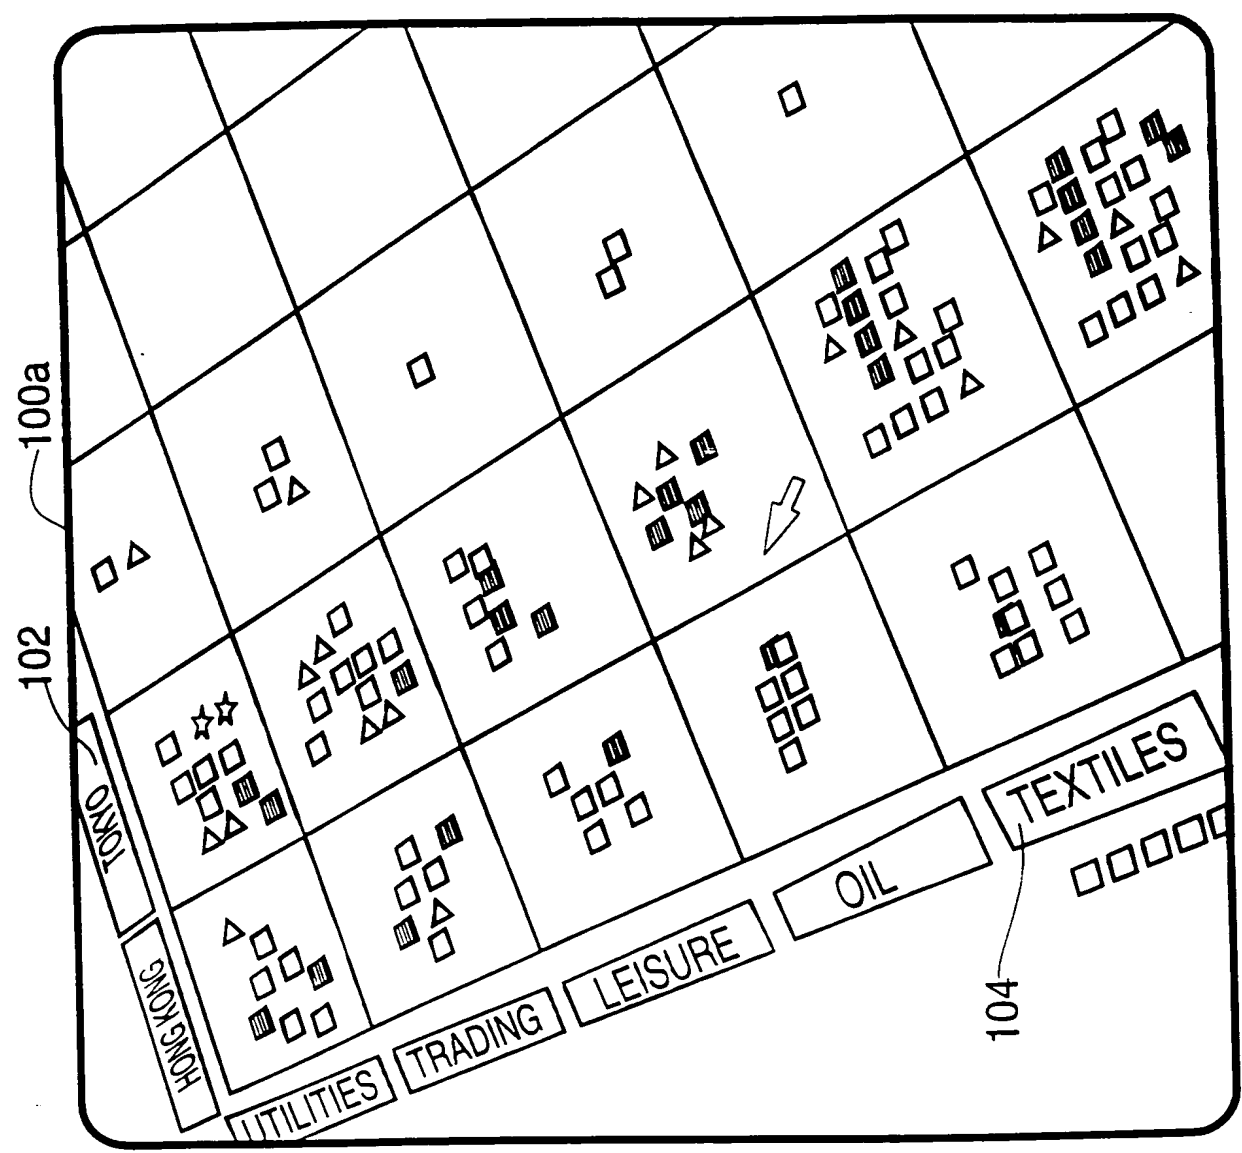 100a
102
TOKYO
HONG KONG
UTILITIES
TRADING
LEISURE
OIL
TEXTILES
104